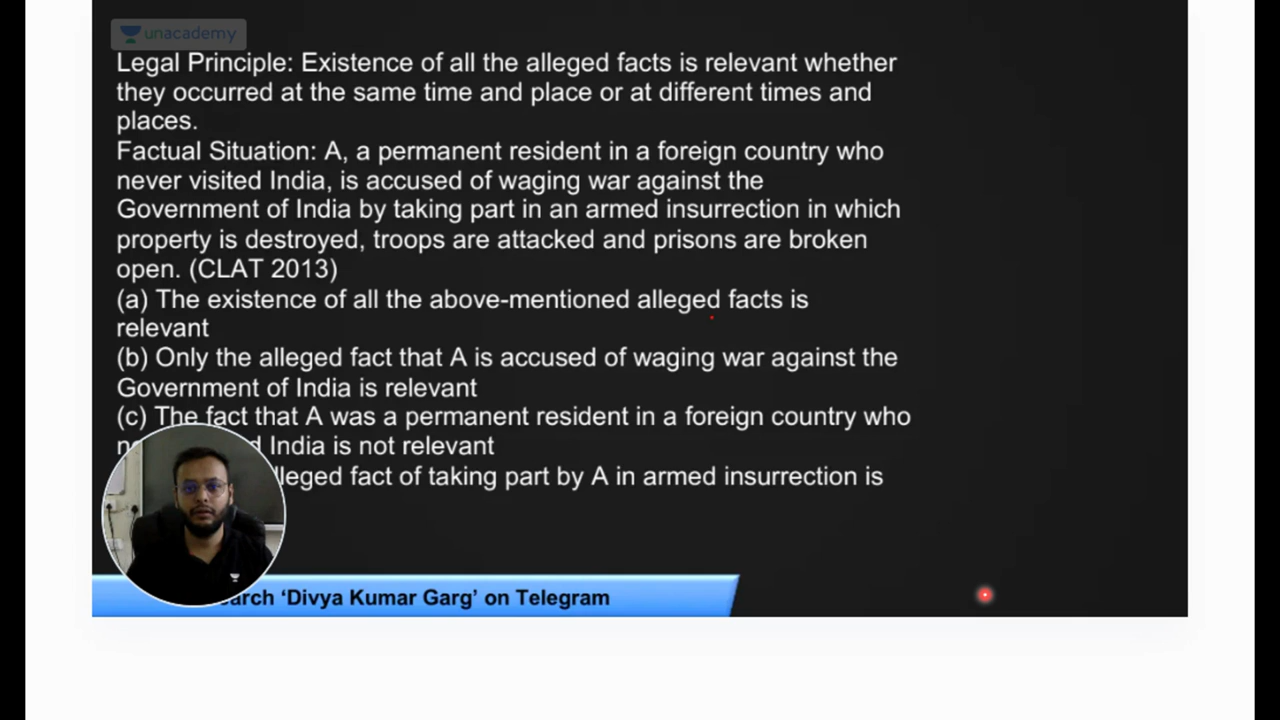 unacademy
Legal Principle: Existence of all the alleged facts is relevant whether
they occurred at the same time and place or at different times and
places.
Factual Situation: A, a permanent resident in a foreign country who
never visited India, is accused of waging war against the
Government of India by taking part in an armed insurrection in which
property is destroyed, troops are attacked and prisons are broken
open. (CLAT 2013)
(a) The existence of all the above-mentioned alleged facts is
relevant
(b) Only the alleged fact that A is accused of waging war against the
Government of India is relevant
(c) The fact that A was a permanent resident in a foreign country who
India is not relevant
fact of taking part by A in armed insurrection is
‘Divya Kumar Garg’ on Telegram